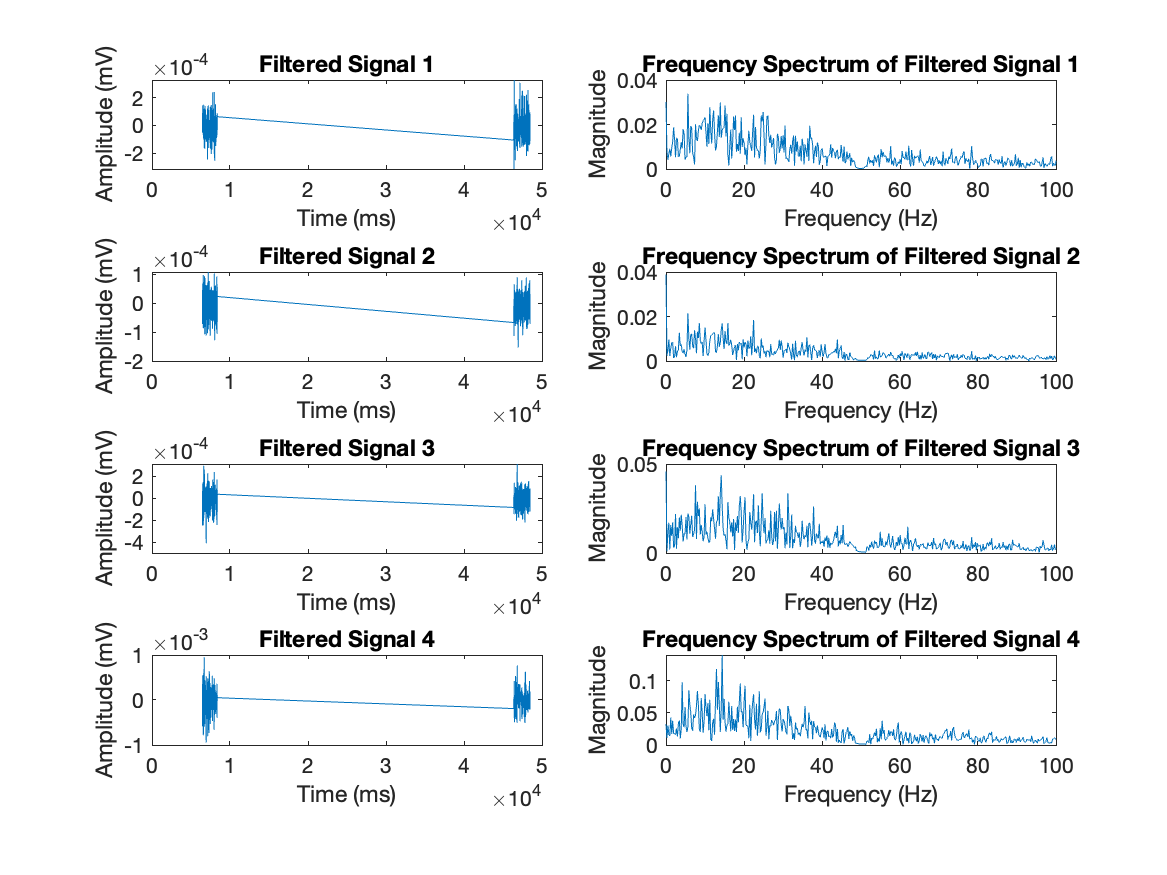 Filtered Signal 1
×10-4
Amplitude (mV)
2
0
-2
0 1 2 3 4 5
Time (ms)
×104
Frequency Spectrum of Filtered Signal 1
Magnitude
0.04
0.02
0
0 20 40 60 80 100
Frequency (Hz)
Filtered Signal 2
×10-4
Amplitude (mV)
1
0
-1
-2
0 1 2 3 4 5
Time (ms)
×104
Frequency Spectrum of Filtered Signal 2
Magnitude
0.04
0.02
0
0 20 40 60 80 100
Frequency (Hz)
Filtered Signal 3
×10-4
Amplitude (mV)
2
0
-2
-4
0 1 2 3 4 5
Time (ms)
×104
Frequency Spectrum of Filtered Signal 3
Magnitude
0.05
0
0 20 40 60 80 100
Frequency (Hz)
Filtered Signal 4
×10-3
Amplitude (mV)
1
0
-1
0 1 2 3 4 5
Time (ms)
×104
Frequency Spectrum of Filtered Signal 4
Magnitude
0.1
0.05
0
0 20 40 60 80 100
Frequency (Hz)